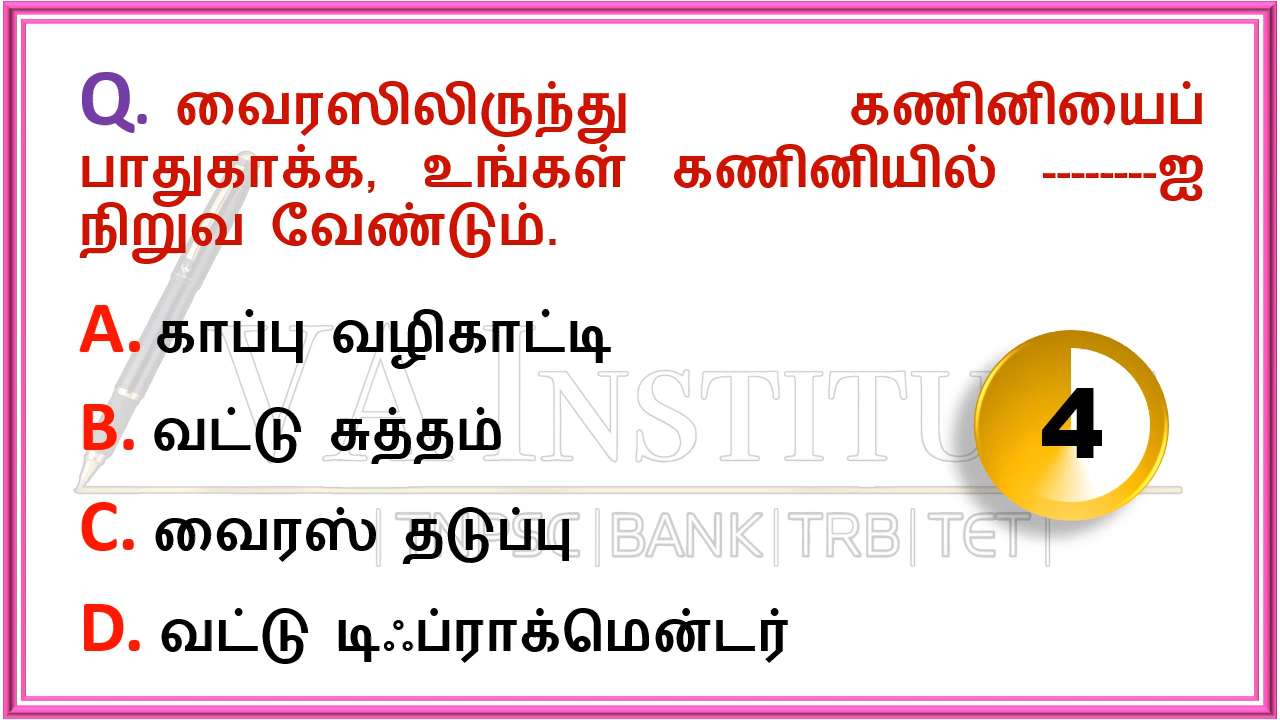 Q. வைரஸிலிருந்து கணினியைப்
பாதுகாக்க, உங்கள் கணினியில் --------ஐ
நிறுவ வேண்டும்.
A. காப்பு வழிகாட்டி
VA INSTITU
4
B. வட்டு சுத்தம்
C. வைரஸ் தடுப்பு
| TNPSC | BANK | TRB | TET |
D. வட்டு டிஃப்ராக்மென்டர்